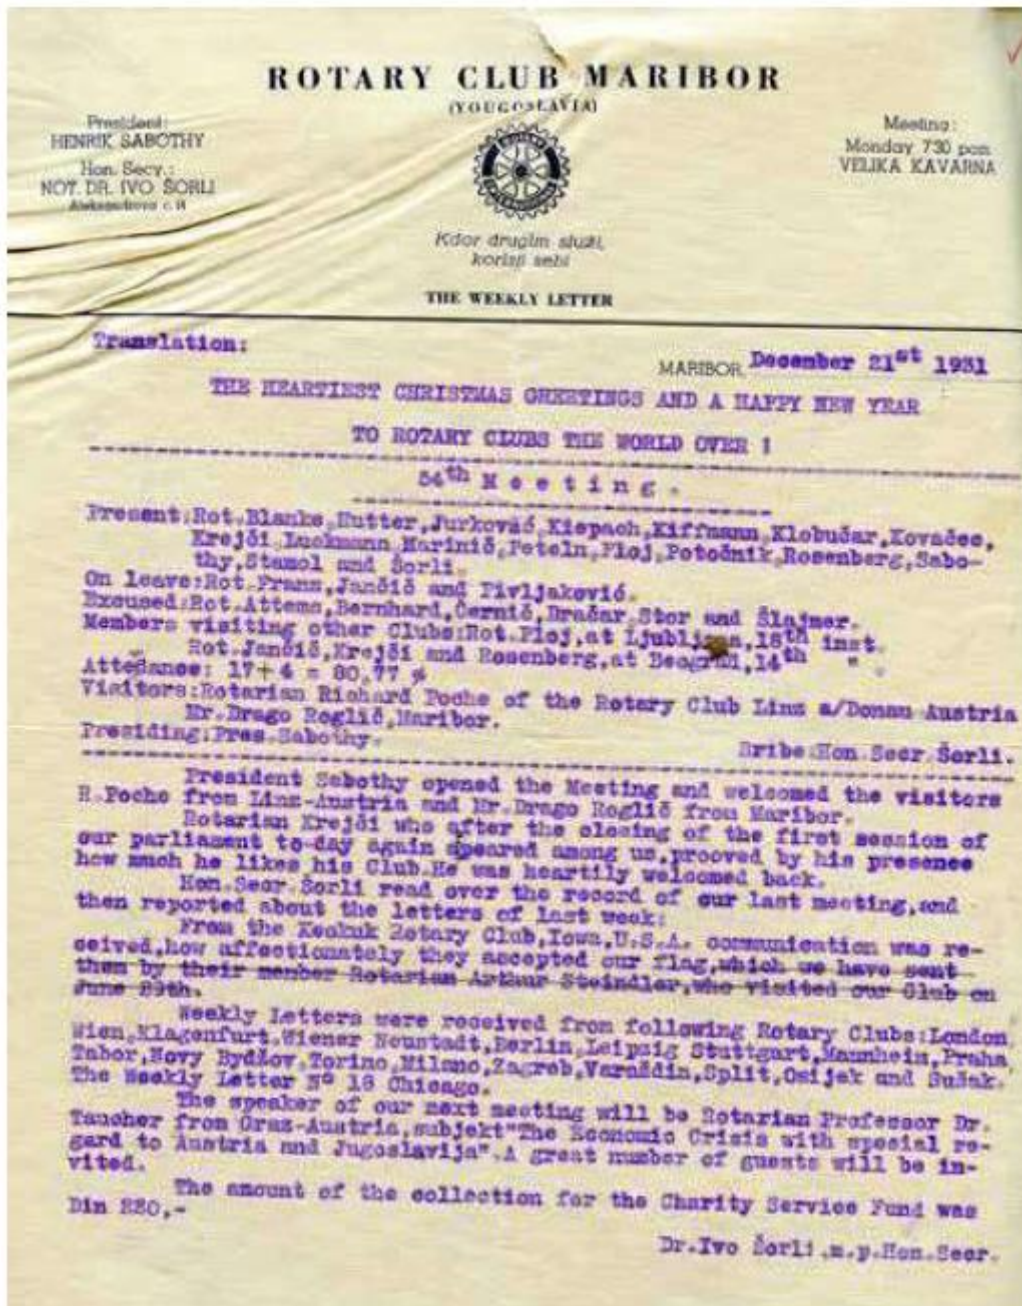 ROTARY CLUB MARIBOR
(YOUGOSLAVIA)
President:
HENRIK SABOTHY
Hon. Secy.:
NOT. DR. IVO ŠORLI
Aleksandrova c. 14
Meeting:
Monday 7·30 p.m.
VELIKA KAVARNA
ROTARY
INTERNATIONAL
Kdor drugim služi,
koristi sebi
THE WEEKLY LETTER
Translation:
MARIBOR, December 21st 1931
THE HEARTIEST CHRISTMAS GREETINGS AND A HAPPY NEW YEAR
TO ROTARY CLUBS THE WORLD OVER !
54th Meeting.
Present:Rot.Blanke,Hutter,Jurkovać,Kiepach,Kiffmann,Klobučar,Kovačec,
Krejči,Luckmann,Marinič,Peteln,Ploj,Potočnik,Rosenberg,Sabo-
thy,Stamol and Šorli.
On leave:Rot.Franz,Jančič and Pivljaković.
Excused:Rot.Attems,Bernhard,Černič,Bračar,Stor and Šlajmer.
Members visiting other Clubs:Rot.Ploj,at Ljubljana,18th inst.
Rot.Jančič,Krejči and Rosenberg,at Beograd,14th " .
Attedance: 17+4 = 80,77 %
Visitors:Rotarian Richard Poche of the Rotary Club Linz a/Donau Austria
Mr.Drago Roglič,Maribor.
Presiding:Pres.Sabothy. Bribe:Hon.Secr.Šorli.
President Sabothy opened the Meeting and welcomed the visitors
R.Poche from Linz-Austria and Mr.Drago Roglič from Maribor.
Rotarian Krejči who after the closing of the first session of
our parliament to-day again apeared among us,prooved by his presence
how much he likes his Club.He was heartily welcomed back.
Hon.Secr.Šorli read over the record of our last meeting,and
then reported about the letters of last week:
From the Keokuk Rotary Club,Iowa,U.S.A. communication was re-
ceived,how affectionately they accepted our flag,which we have sent
them by their member Rotarian Arthur Steindler,who visited our Club on
June 29th.
Weekly Letters were received from following Rotary Clubs:London
Wien,Klagenfurt,Wiener Neustadt,Berlin,Leipzig Stuttgart,Mannheim,Praha
Tabor,Novy Bydžov,Torino,Milano,Zagreb,Varaždin,Split,Osijek and Sušak.
The Weekly Letter No 18 Chicago.
The speaker of our next meeting will be Rotarian Professor Dr.
Taucher from Graz-Austria,subjekt"The Economic Crisis with special re-
gard to Austria and Jugoslavija".A great number of guests will be in-
vited.
The amount of the collection for the Charity Service Fund was
Din 220,-
Dr.Ivo Šorli,m.p.Hon.Secr.